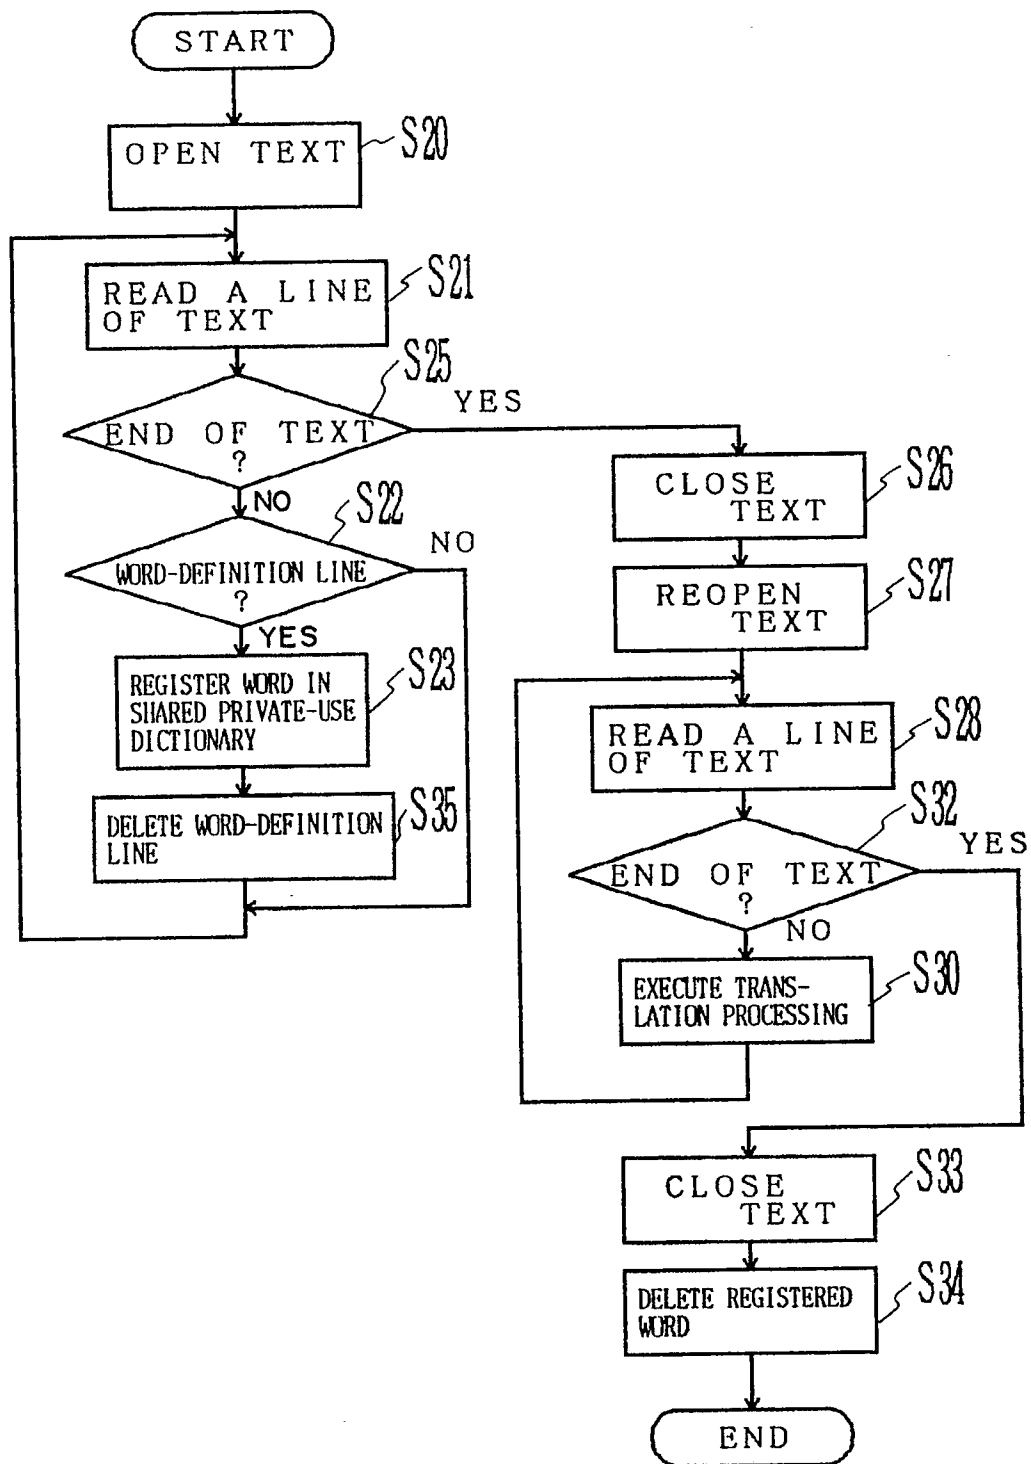 START
OPEN TEXT
S20
READ A LINE
OF TEXT
S21
END OF TEXT
?
S25
YES
NO
WORD-DEFINITION LINE
?
S22
NO
YES
REGISTER WORD IN
SHARED PRIVATE-USE
DICTIONARY
S23
DELETE WORD-DEFINITION
LINE
S35
CLOSE
TEXT
S26
REOPEN
TEXT
S27
READ A LINE
OF TEXT
S28
END OF TEXT
?
S32
YES
NO
EXECUTE TRANS-
LATION PROCESSING
S30
CLOSE
TEXT
S33
DELETE REGISTERED
WORD
S34
END